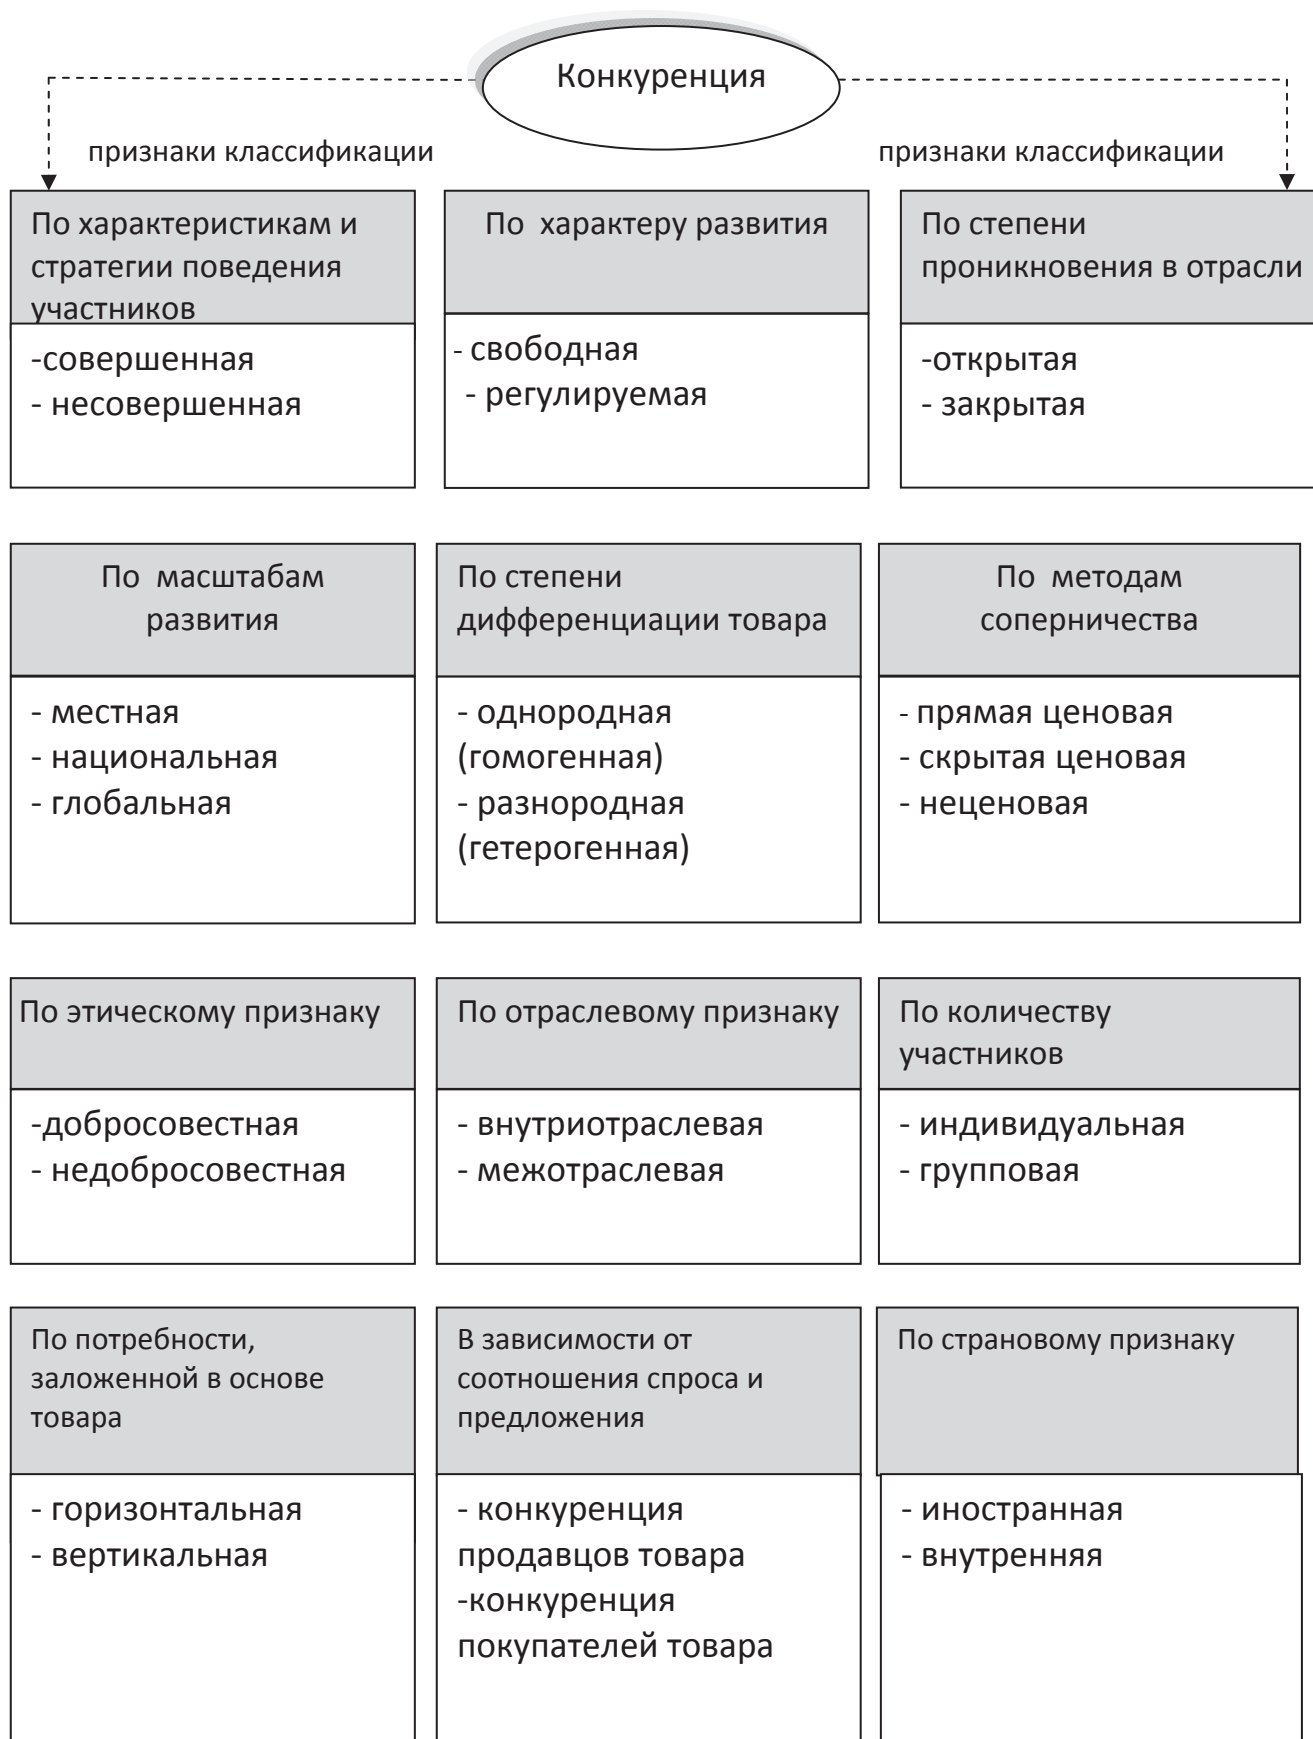 Конкуренция
признаки классификации
признаки классификации
По характеристикам и
стратегии поведения
участников
-совершенная
- несовершенная
По характеру развития
- свободная
- регулируемая
По степени
проникновения в отрасли
-открытая
- закрытая
По масштабам
развития
- местная
- национальная
- глобальная
По степени
дифференциации товара
- однородная
(гомогенная)
- разнородная
(гетерогенная)
По методам
соперничества
- прямая ценовая
- скрытая ценовая
- неценовая
По этическому признаку
-добросовестная
- недобросовестная
По отраслевому признаку
- внутриотраслевая
- межотраслевая
По количеству
участников
- индивидуальная
- групповая
По потребности,
заложенной в основе
товара
- горизонтальная
- вертикальная
В зависимости от
соотношения спроса и
предложения
- конкуренция
продавцов товара
-конкуренция
покупателей товара
По страновому признаку
- иностранная
- внутренняя